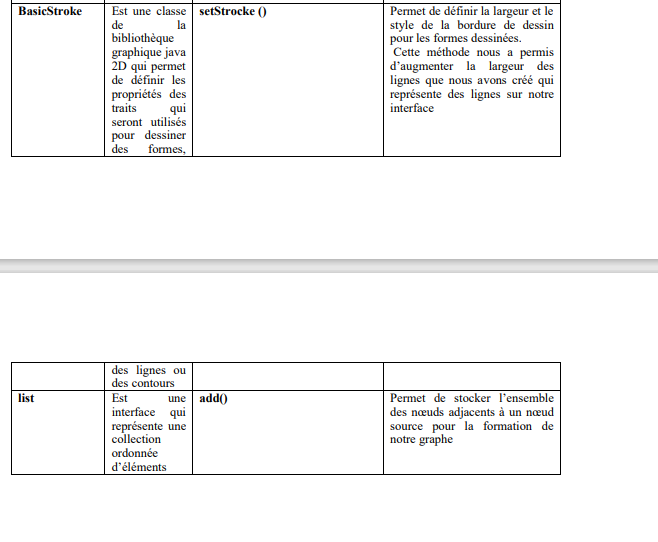 BasicStroke
Est une classe
de la
bibliothèque
graphique java
2D qui permet
de définir les
propriétés des
traits qui
seront utilisés
pour dessiner
des formes,
setStrocke ()
Permet de définir la largeur et le
style de la bordure de dessin
pour les formes dessinées.
Cette méthode nous a permis
d’augmenter la largeur des
lignes que nous avons créé qui
représente des lignes sur notre
interface
des lignes ou
des contours
list
Est une
interface qui
représente une
collection
ordonnée
d’éléments
add()
Permet de stocker l’ensemble
des nœuds adjacents à un nœud
source pour la formation de
notre graphe